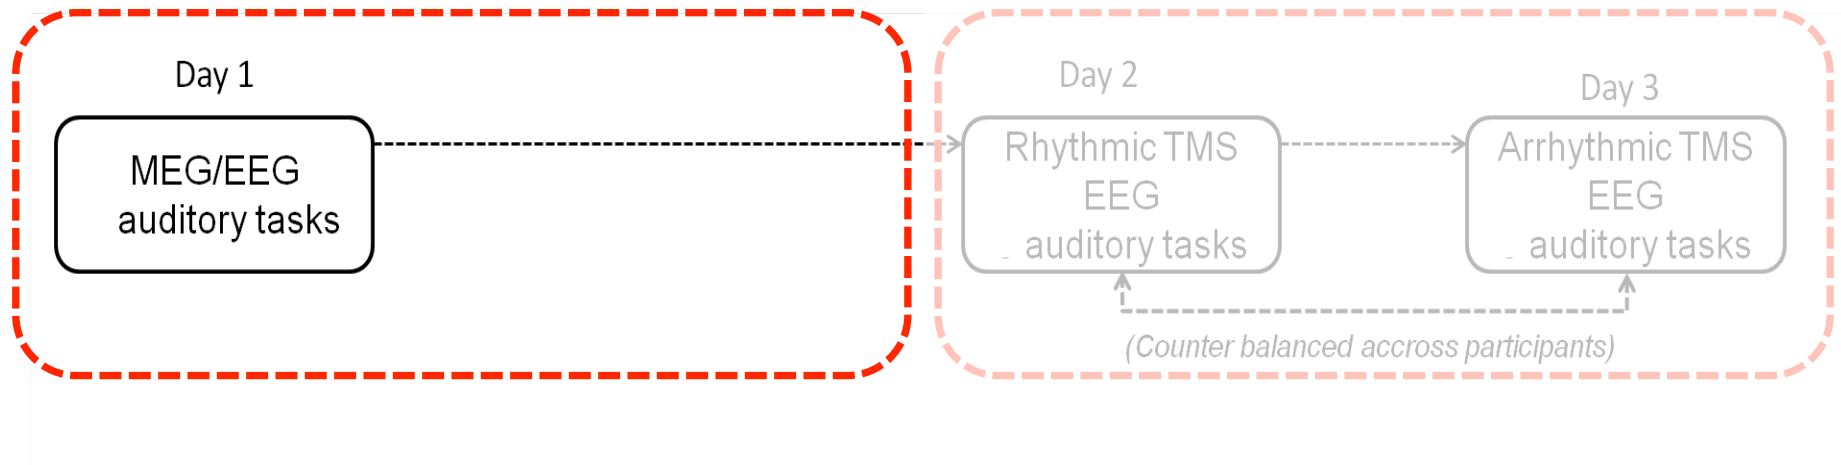 Day 1
MEG/EEG
auditory tasks
Day 2
Rhythmic TMS
EEG
auditory tasks
Day 3
Arrhythmic TMS
EEG
auditory tasks
(Counter balanced accross participants)